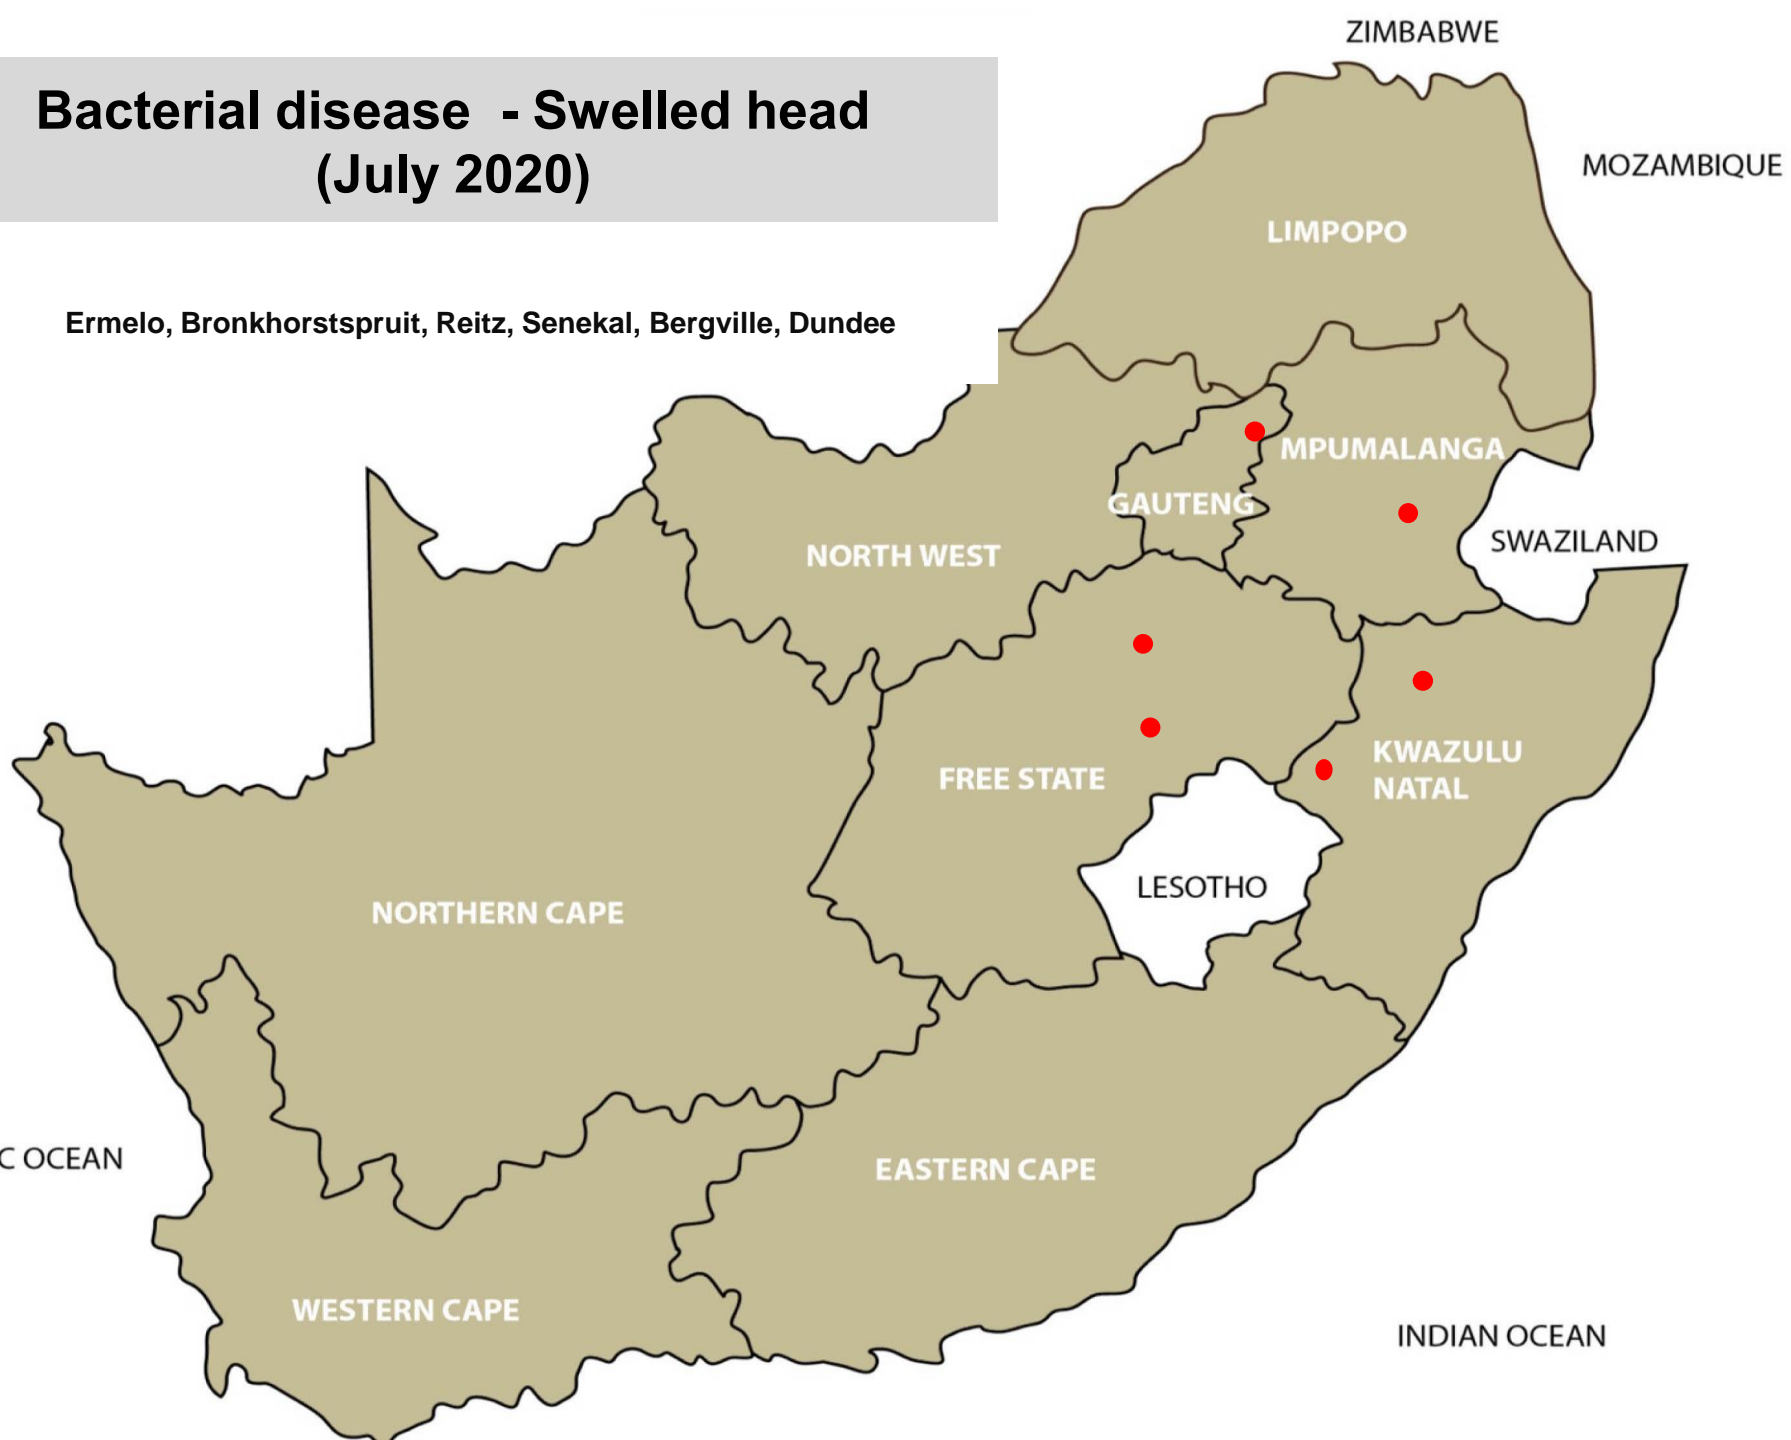 ZIMBABWE
Bacterial disease - Swelled head
(July 2020)
MOZAMBIQUE
LIMPOPO
Ermelo, Bronkhorstspruit, Reitz, Senekal, Bergville, Dundee
MPUMALANGA
GAUTENG
SWAZILAND
NORTH WEST
KWAZULU
NATAL
FREE STATE
LESOTHO
NORTHERN CAPE
C OCEAN
EASTERN CAPE
WESTERN CAPE
INDIAN OCEAN